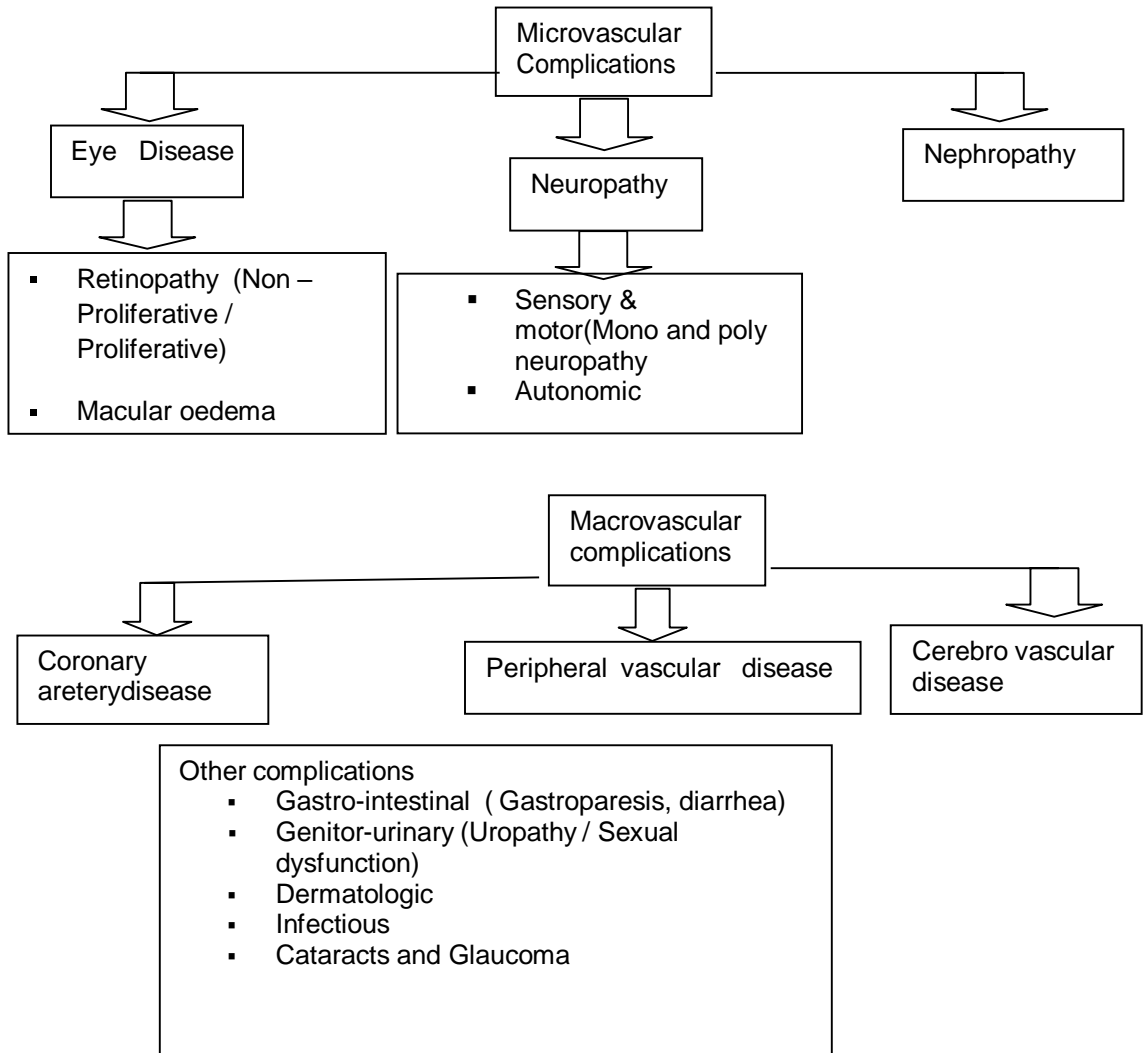 Microvascular
Complications
Eye Disease
Neuropathy
Nephropathy
▪ Retinopathy (Non –
Proliferative /
Proliferative)
▪ Macular oedema
▪ Sensory &
motor(Mono and poly
neuropathy
▪ Autonomic
Macrovascular
complications
Coronary
areterydisease
Peripheral vascular disease
Cerebro vascular
disease
Other complications
▪ Gastro-intestinal ( Gastroparesis, diarrhea)
▪ Genitor-urinary (Uropathy / Sexual
dysfunction)
▪ Dermatologic
▪ Infectious
▪ Cataracts and Glaucoma